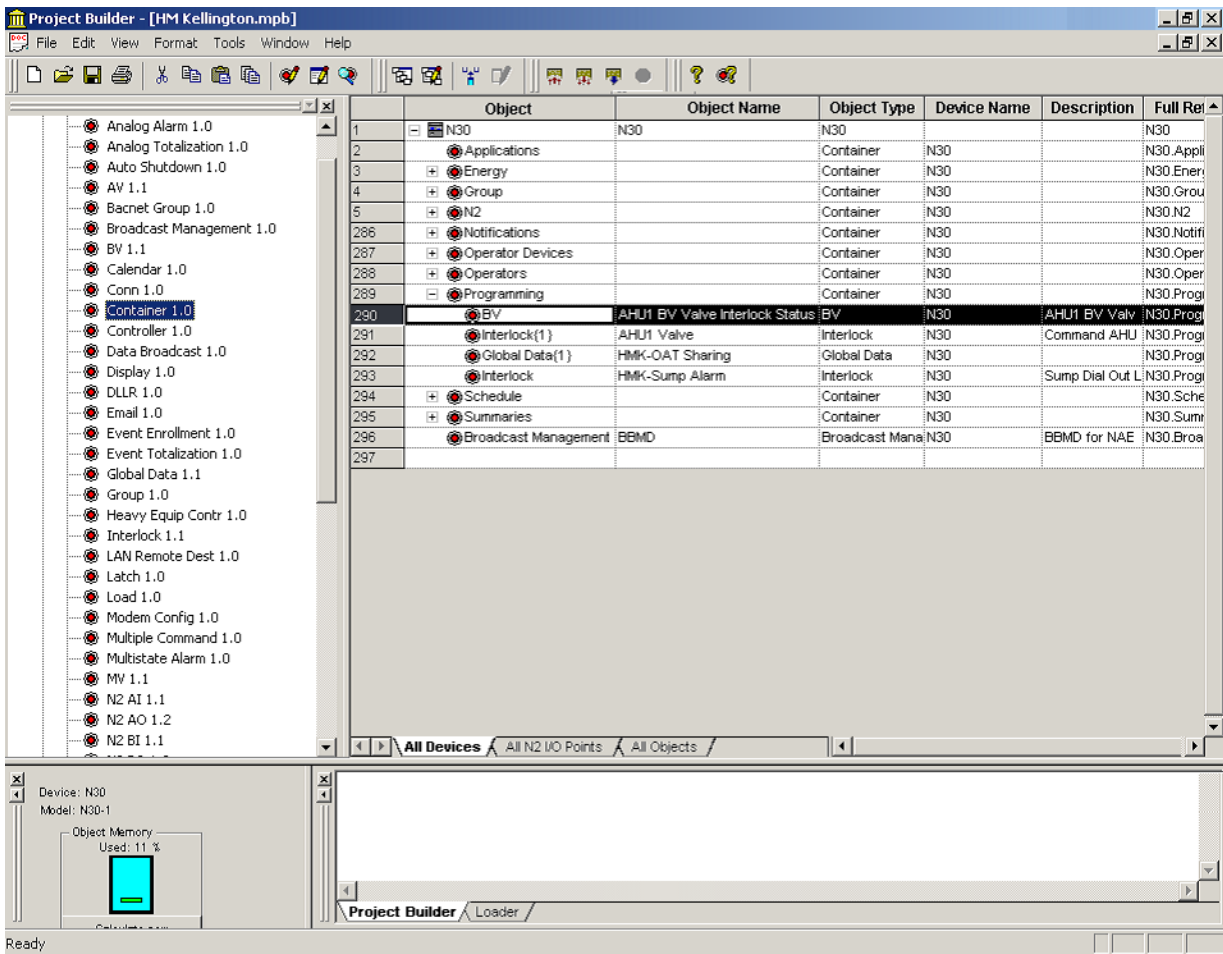 Project Builder - [HM Kellington.mpb]
File Edit View Format Tools Window Help
Analog Alarm 1.0
Analog Totalization 1.0
Auto Shutdown 1.0
AV 1.1
Bacnet Group 1.0
Broadcast Management 1.0
BV 1.1
Calendar 1.0
Conn 1.0
Container 1.0
Controller 1.0
Data Broadcast 1.0
Display 1.0
DLLR 1.0
Email 1.0
Event Enrollment 1.0
Event Totalization 1.0
Global Data 1.1
Group 1.0
Heavy Equip Contr 1.0
Interlock 1.1
LAN Remote Dest 1.0
Latch 1.0
Load 1.0
Modem Config 1.0
Multiple Command 1.0
Multistate Alarm 1.0
MV 1.1
N2 AI 1.1
N2 AO 1.2
N2 BI 1.1
Object Object Name Object Type Device Name Description Full Ref
1 N30 N30 N30 N30
2 Applications Container N30 N30.Appli
3 Energy Container N30 N30.Ener
4 Group Container N30 N30.Grou
5 N2 Container N30 N30.N2
286 Notifications Container N30 N30.Notifi
287 Operator Devices Container N30 N30.Oper
288 Operators Container N30 N30.Oper
289 Programming Container N30 N30.Progr
290 BV AHU1 BV Valve Interlock Status BV N30 AHU1 BV Valv N30.Progr
291 Interlock{1} AHU1 Valve Interlock N30 Command AHU N30.Progr
292 Global Data{1} HMK-OAT Sharing Global Data N30 N30.Progr
293 Interlock HMK-Sump Alarm Interlock N30 Sump Dial Out L N30.Progr
294 Schedule Container N30 N30.Sche
295 Summaries Container N30 N30.Sumr
296 Broadcast Management BBMD Broadcast Mana N30 BBMD for NAE N30.Broa
297
All Devices All N2 I/O Points All Objects
Device: N30
Model: N30-1
Object Memory
Used: 11 %
Project Builder Loader
Ready